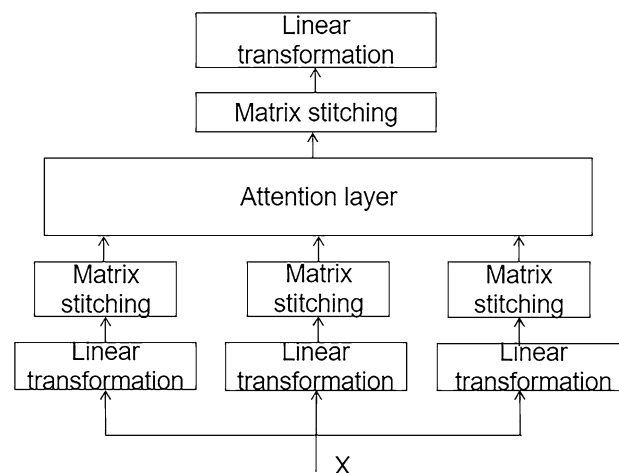 Linear
transformation
Matrix stitching
Attention layer
Matrix
stitching
Matrix
stitching
Matrix
stitching
Linear
transformation
Linear
transformation
Linear
transformation
X